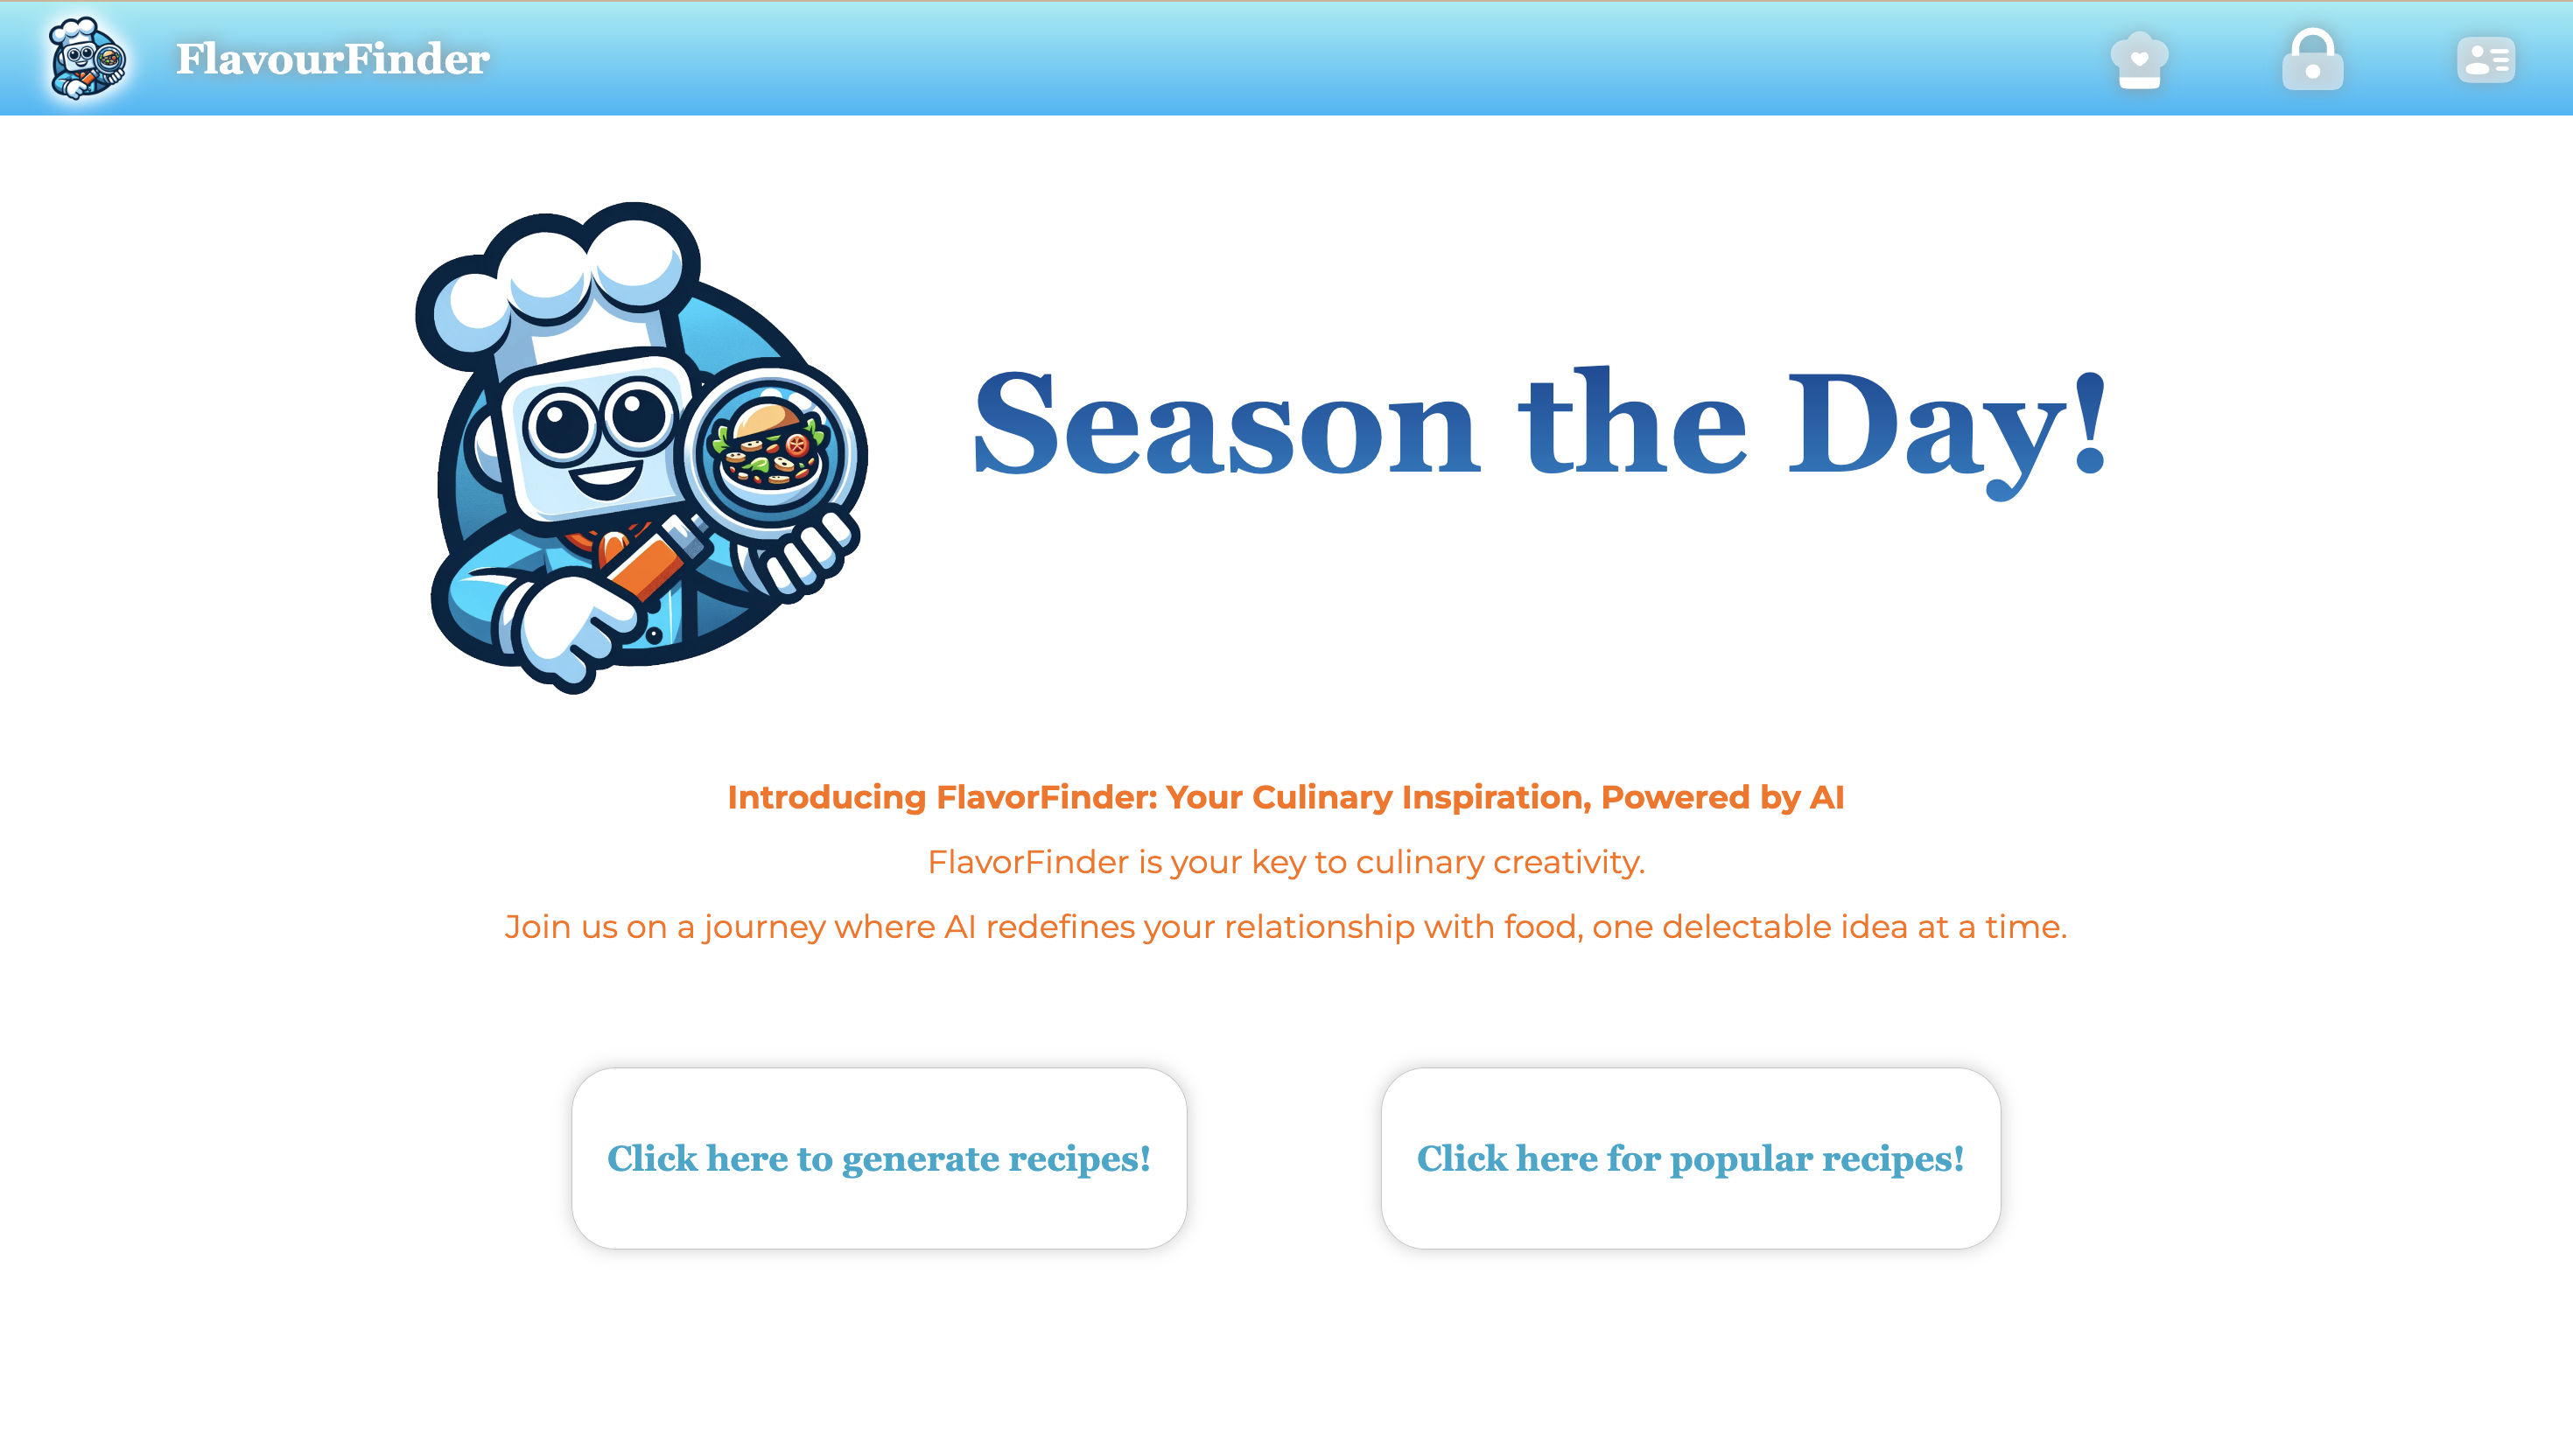 FlavourFinder
Season the Day!
Introducing FlavorFinder: Your Culinary Inspiration, Powered by AI
FlavorFinder is your key to culinary creativity.
Join us on a journey where AI redefines your relationship with food, one delectable idea at a time.
Click here to generate recipes!
Click here for popular recipes!